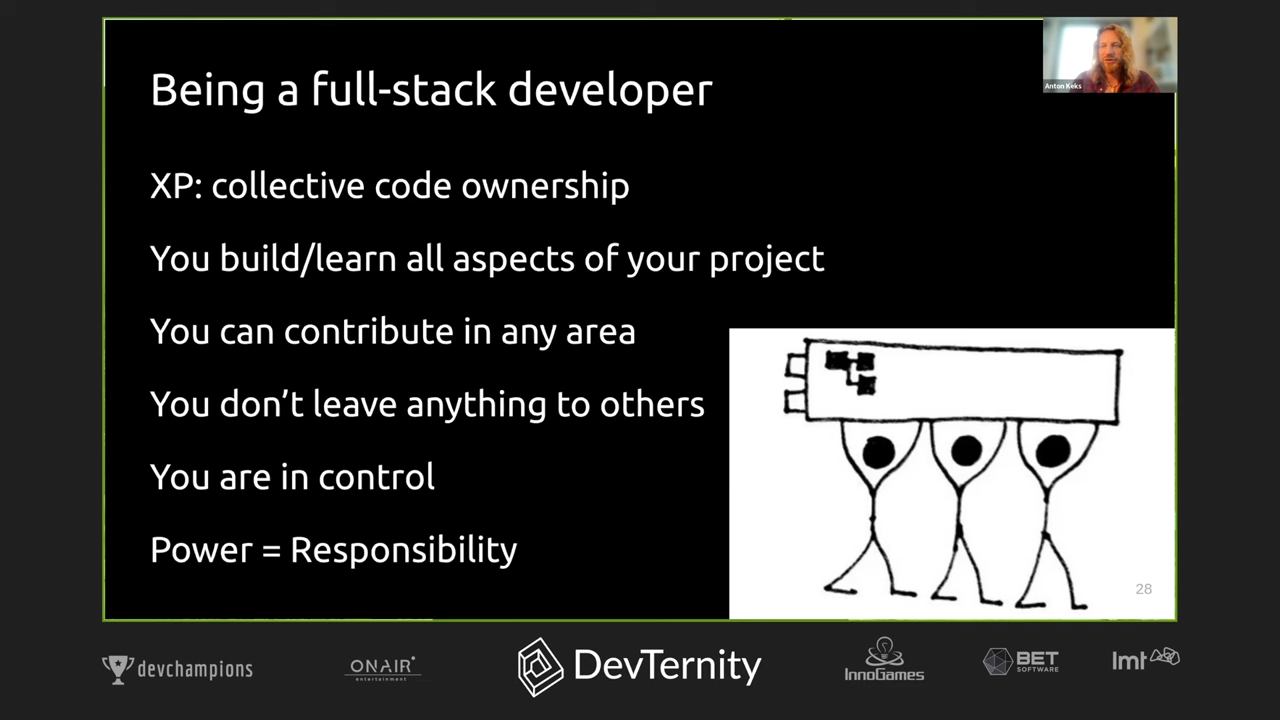 Being a full-stack developer
Anton Keks
XP: collective code ownership
You build/learn all aspects of your project
You can contribute in any area
You don’t leave anything to others
You are in control
Power = Responsibility
28
devchampions
ONAIR
entertainment
DevTernity
INNOGAMES
BET
SOFTWARE
lmt